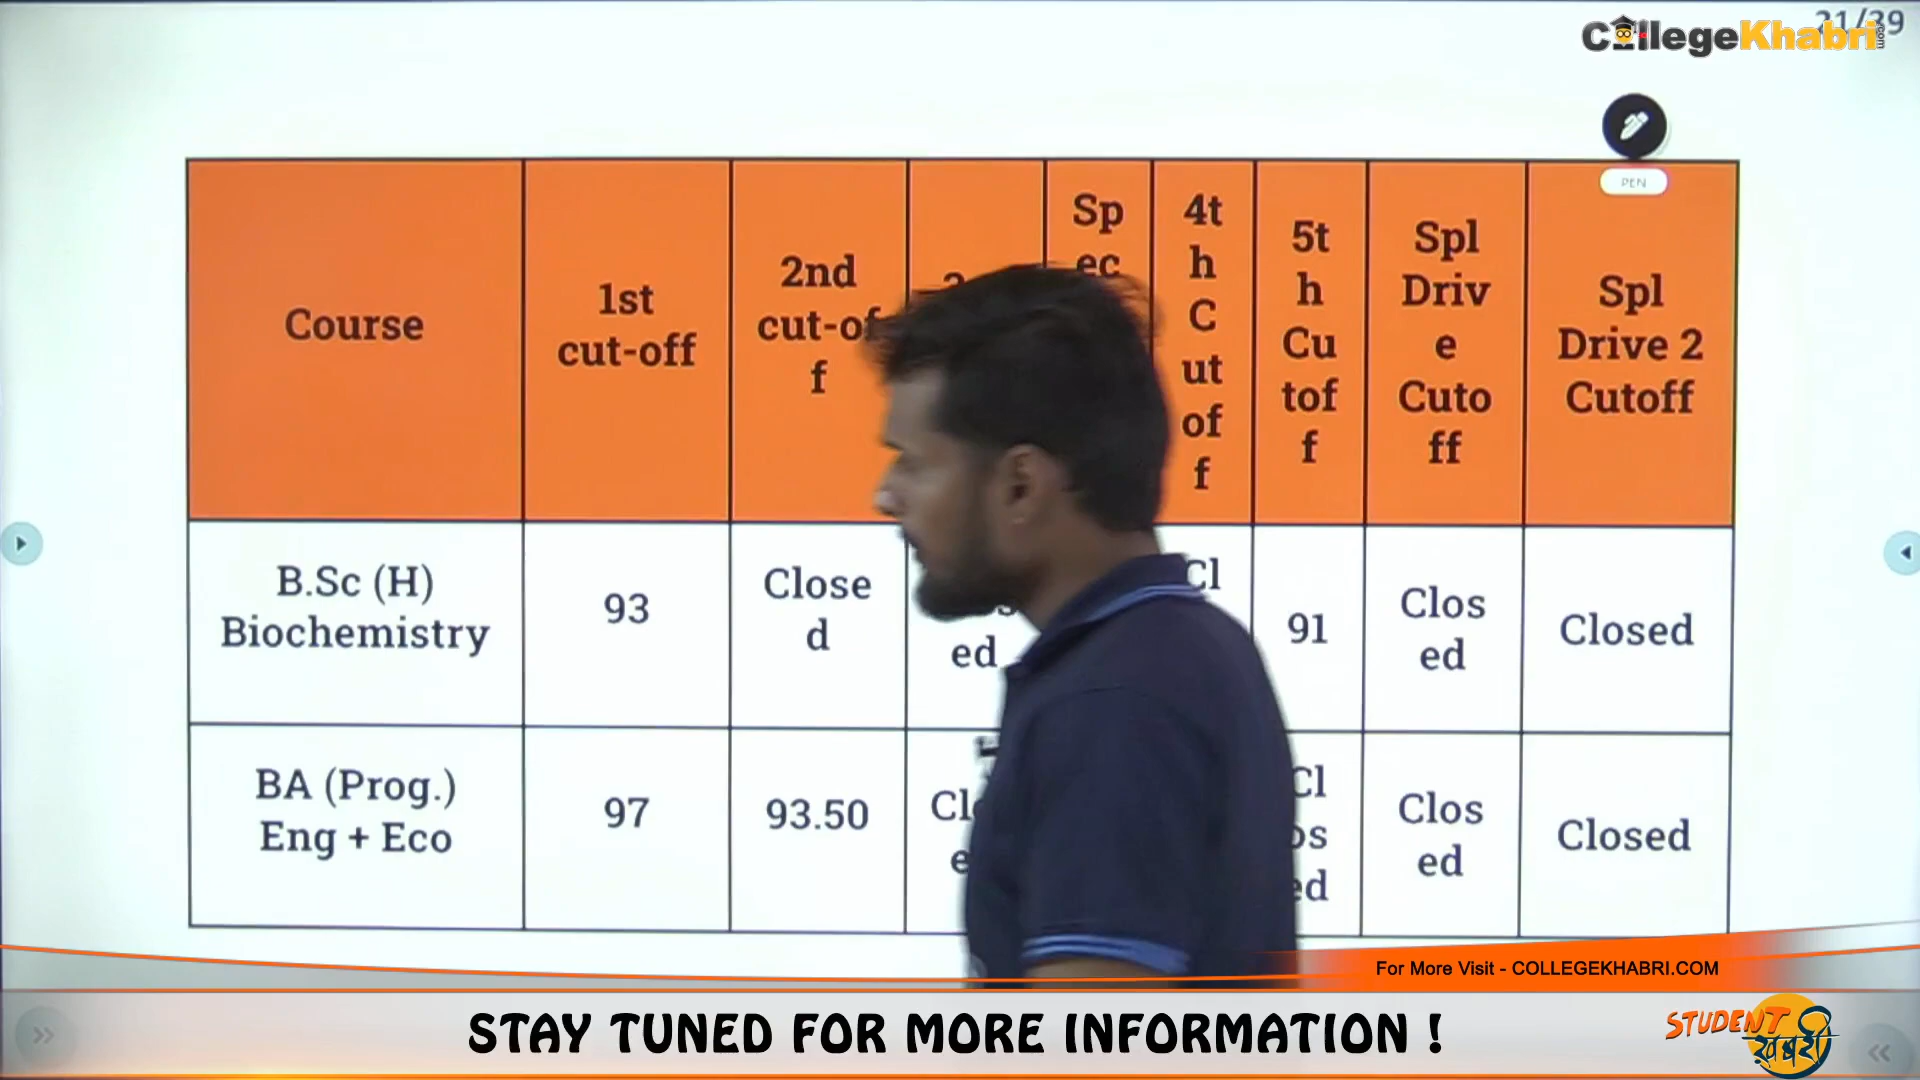 21/39
CollegeKhabri.com
PEN
Course
1st
cut-off
2nd
cut-of
f
Sp
ec
4t
h
C
ut
of
f
5t
h
Cu
tof
f
Spl
Driv
e
Cuto
ff
Spl
Drive 2
Cutoff
B.Sc (H)
Biochemistry
93
Close
d
ed
Cl
91
Clos
ed
Closed
BA (Prog.)
Eng + Eco
97
93.50
Cl
os
ed
Clos
ed
Closed
For More Visit - COLLEGEKHABRI.COM
STAY TUNED FOR MORE INFORMATION !
STUDENT
ख़बरी